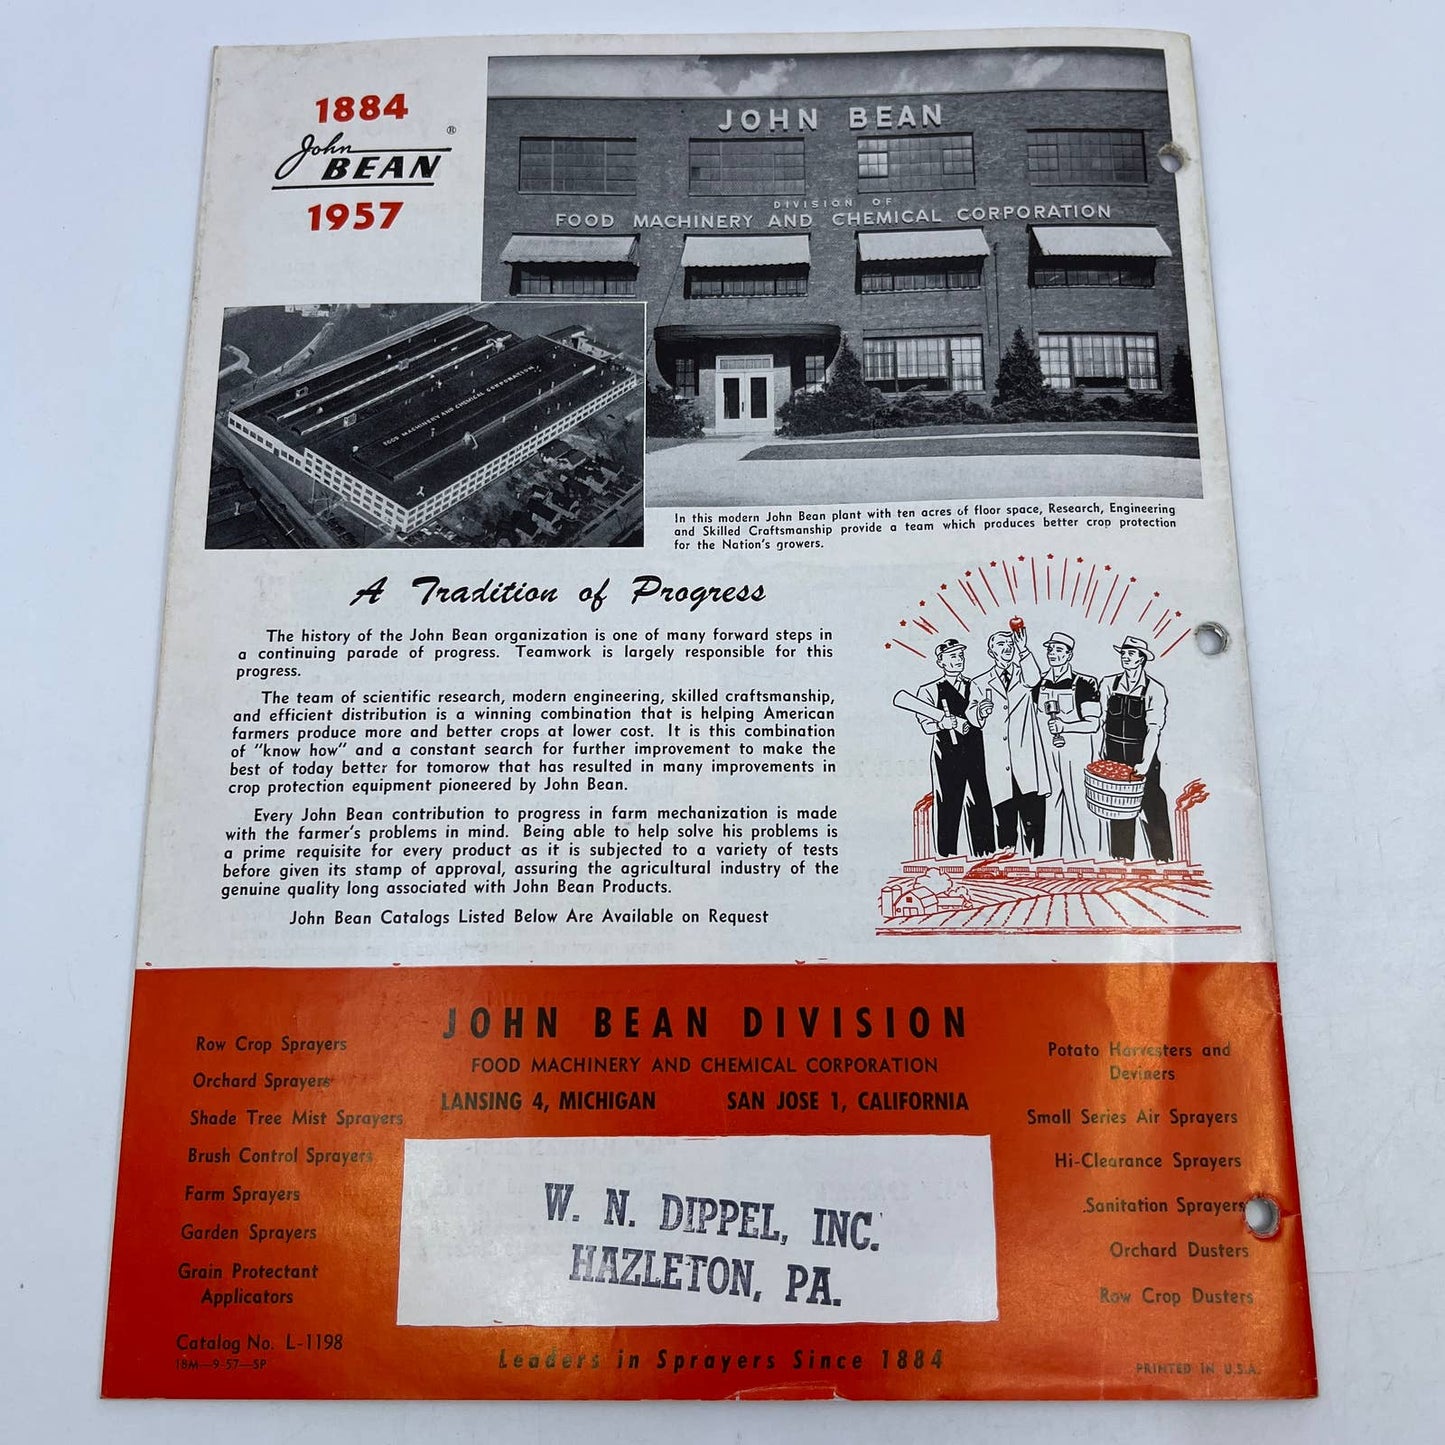 1884
John ®
BEAN
1957
JOHN BEAN
DIVISION OF
FOOD MACHINERY AND CHEMICAL CORPORATION
FOOD MACHINERY AND CHEMICAL CORPORATION
In this modern John Bean plant with ten acres of floor space, Research, Engineering
and Skilled Craftsmanship provide a team which produces better crop protection
for the Nation's growers.
A Tradition of Progress
The history of the John Bean organization is one of many forward steps in
a continuing parade of progress. Teamwork is largely responsible for this
progress.
The team of scientific research, modern engineering, skilled craftsmanship,
and efficient distribution is a winning combination that is helping American
farmers produce more and better crops at lower cost. It is this combination
of "know how" and a constant search for further improvement to make the
best of today better for tomorow that has resulted in many improvements in
crop protection equipment pioneered by John Bean.
Every John Bean contribution to progress in farm mechanization is made
with the farmer's problems in mind. Being able to help solve his problems is
a prime requisite for every product as it is subjected to a variety of tests
before given its stamp of approval, assuring the agricultural industry of the
genuine quality long associated with John Bean Products.
John Bean Catalogs Listed Below Are Available on Request
JOHN BEAN DIVISION
FOOD MACHINERY AND CHEMICAL CORPORATION
LANSING 4, MICHIGAN SAN JOSE 1, CALIFORNIA
Row Crop Sprayers
Orchard Sprayers
Shade Tree Mist Sprayers
Brush Control Sprayers
Farm Sprayers
Garden Sprayers
Grain Protectant
Applicators
Catalog No. L-1198
18M—9-57—SP
W. N. DIPPEL, INC.
HAZLETON, PA.
Leaders in Sprayers Since 1884
Potato Harvesters and
Deviners
Small Series Air Sprayers
Hi-Clearance Sprayers
Sanitation Sprayers
Orchard Dusters
Row Crop Dusters
PRINTED IN U.S.A.